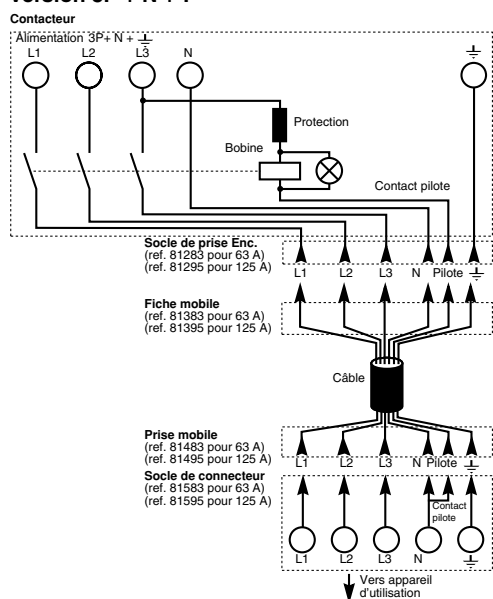 Contacteur
Alimentation 3P+ N +
L1 L2 L3 N
Protection
Bobine
Contact pilote
Socle de prise Enc.
(ref. 81283 pour 63 A)
(ref. 81295 pour 125 A)
L1 L2 L3 N Pilote
Fiche mobile
(ref. 81383 pour 63 A)
(ref. 81395 pour 125 A)
Câble
Prise mobile
(ref. 81483 pour 63 A)
(ref. 81495 pour 125 A)
L1 L2 L3 N Pilote
Socle de connecteur
(ref. 81583 pour 63 A)
(ref. 81595 pour 125 A)
Contact
pilote
L1 L2 L3 N
Vers appareil
d'utilisation